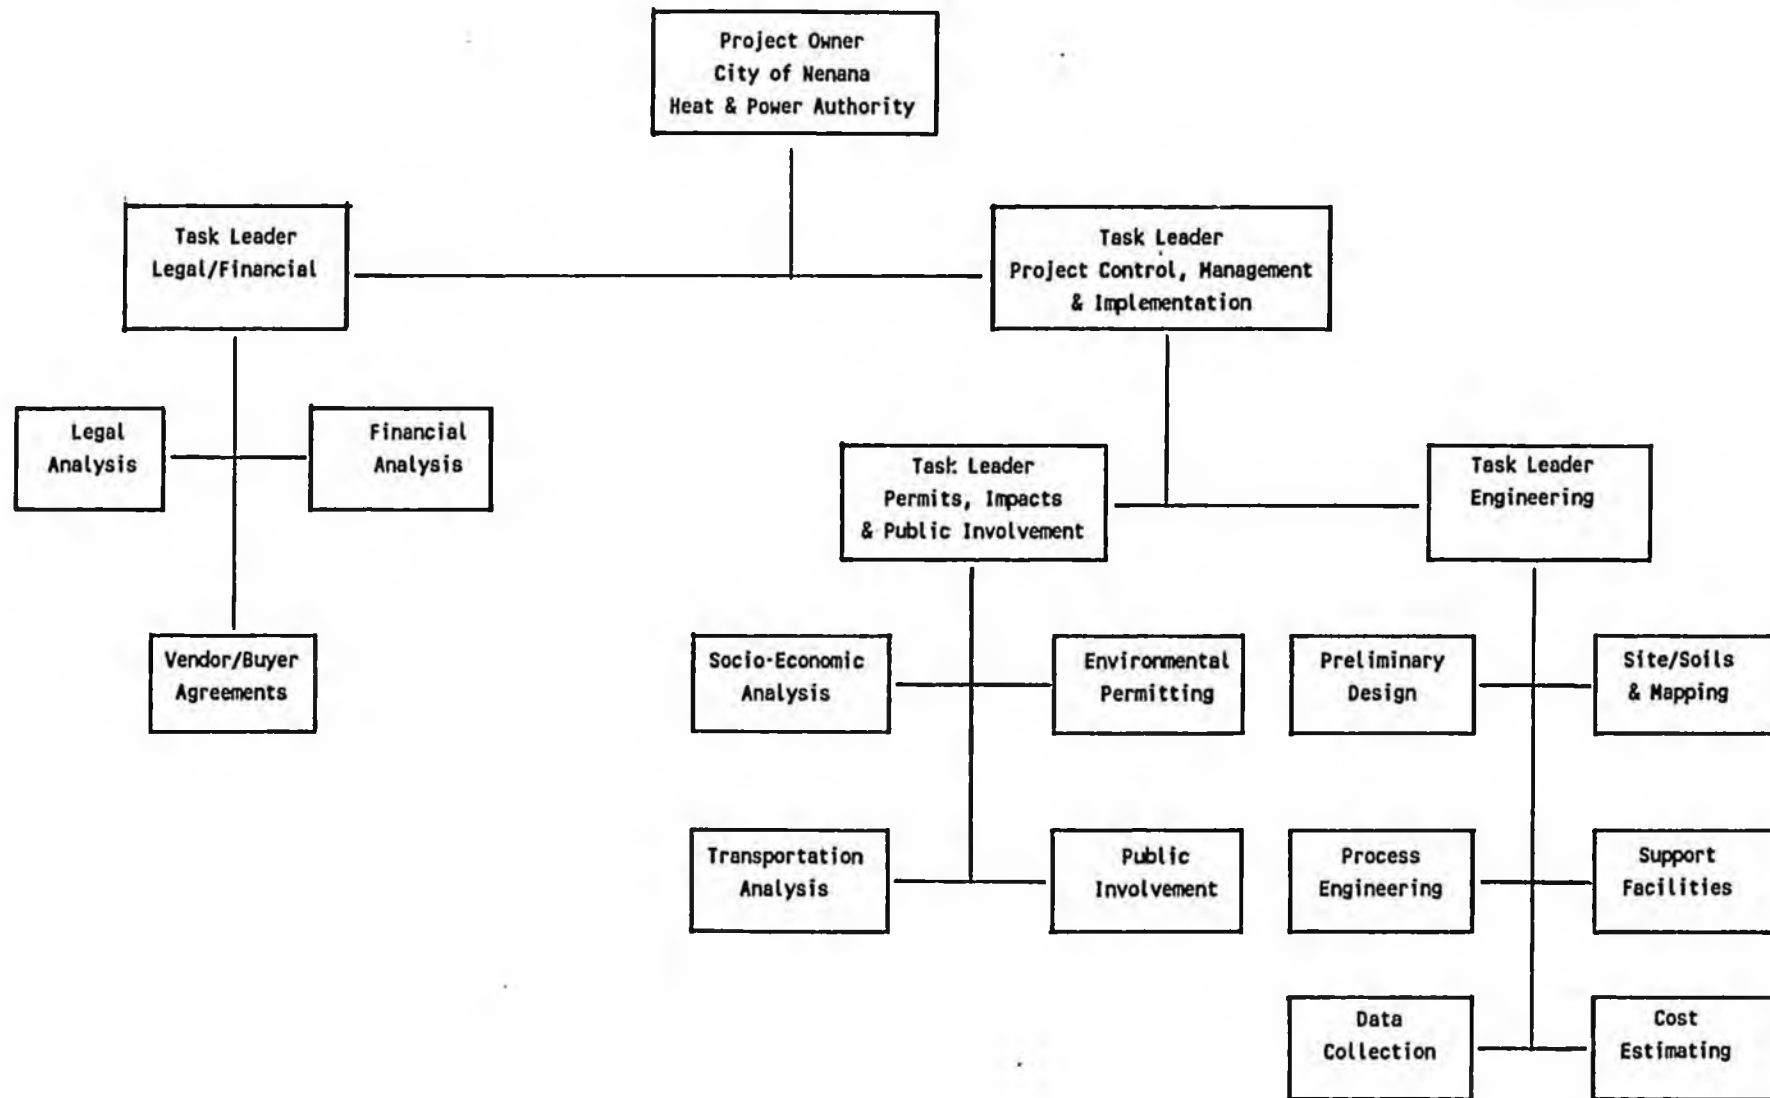 Project Owner
City of Nenana
Heat & Power Authority
Task Leader
Legal/Financial
Task Leader
Project Control, Management
& Implementation
Legal
Analysis
Financial
Analysis
Vendor/Buyer
Agreements
Task Leader
Permits, Impacts
& Public Involvement
Task Leader
Engineering
Socio-Economic
Analysis
Environmental
Permitting
Transportation
Analysis
Public
Involvement
Preliminary
Design
Site/Soils
& Mapping
Process
Engineering
Support
Facilities
Data
Collection
Cost
Estimating